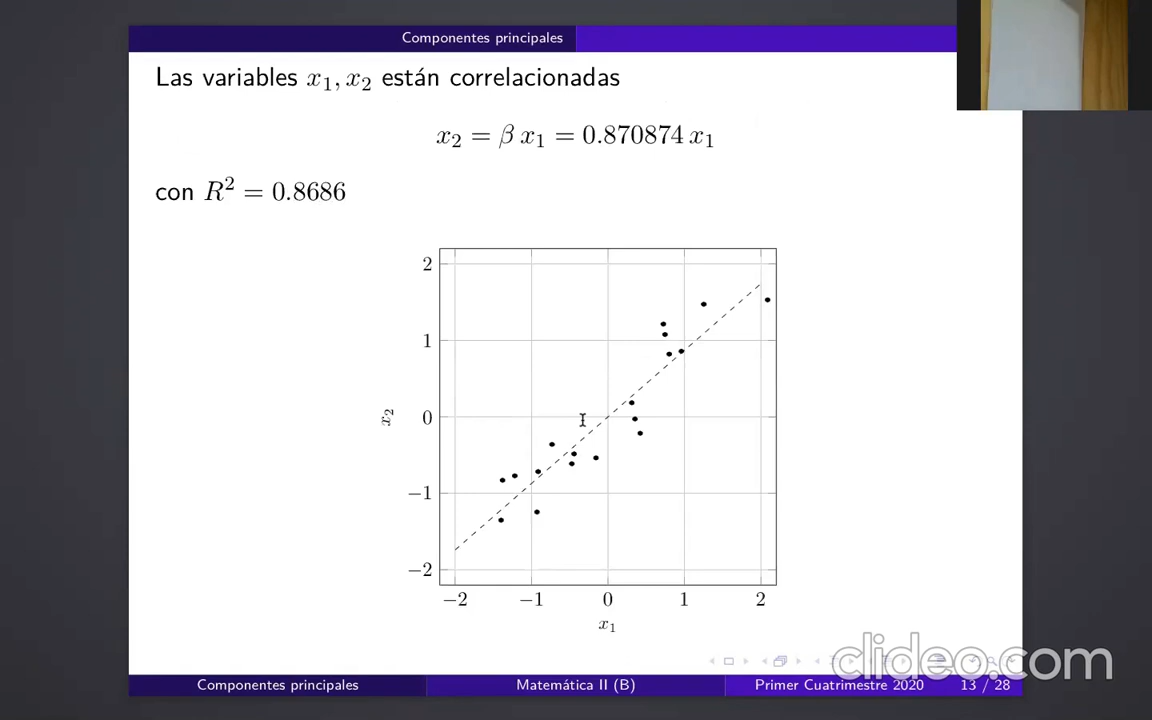 Componentes principales
Las variables x₁, x₂ están correlacionadas
x₂ = β x₁ = 0.870874 x₁
con R² = 0.8686
2
1
0
−1
−2
x₂
−2 −1 0 1 2
x₁
clideo.com
Componentes principales Matemática II (B) Primer Cuatrimestre 2020 13 / 28